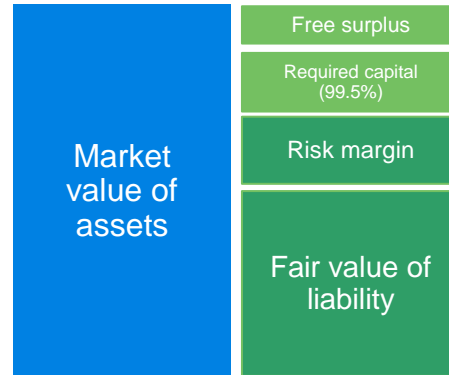 Market
value of
assets
Free surplus
Required capital
(99.5%)
Risk margin
Fair value of
liability